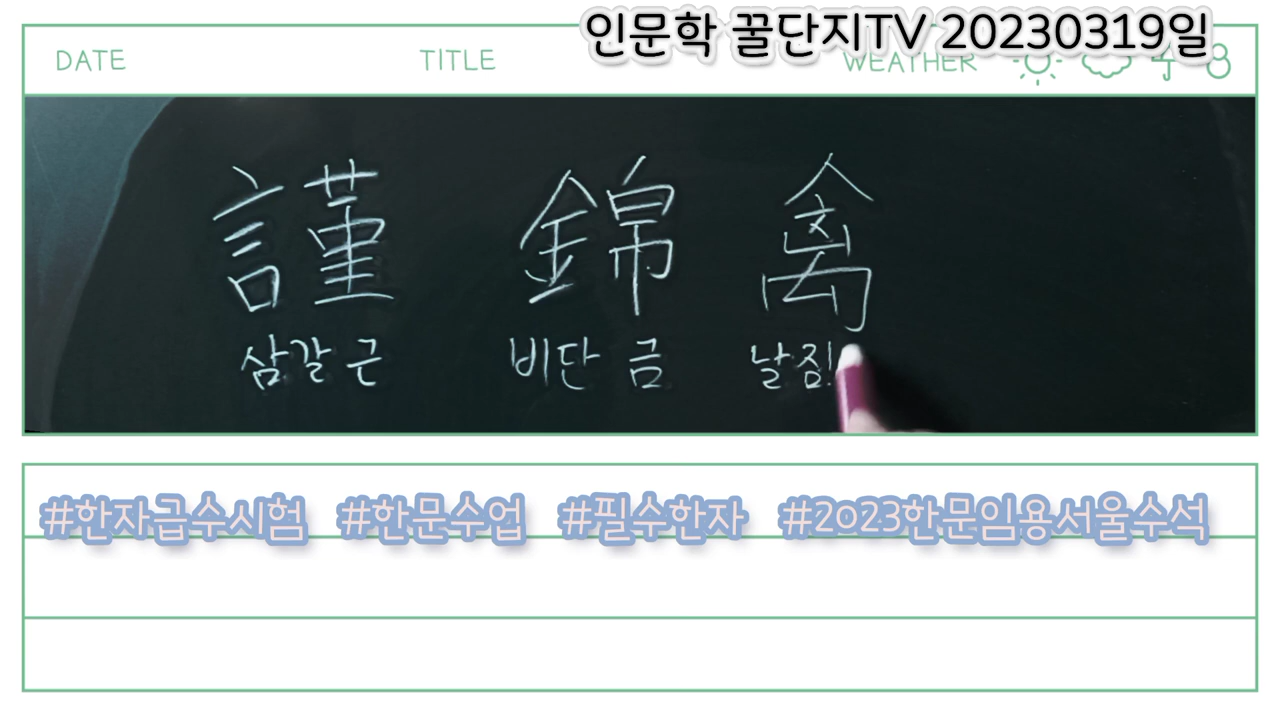 인문학 꿀단지TV 20230319일
DATE TITLE WEATHER
謹 錦 禽
삼갈 근 비단 금 날짐
#한자급수시험 #한문수업 #필수한자 #2023한문임용서울수석